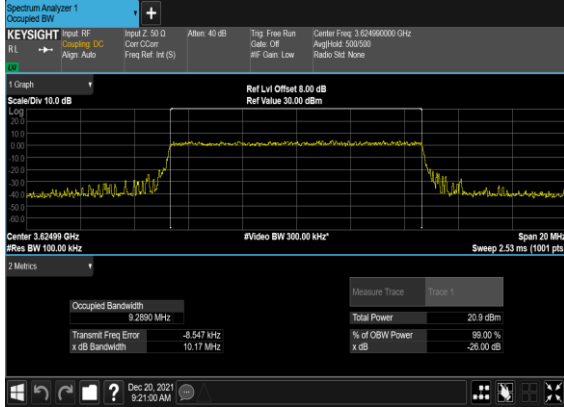 Spectrum Analyzer 1
Occupied BW
+
KEYSIGHT Input: RF Input Z: 50 Ω Atten: 40 dB Trig: Free Run Center Freq: 3.624990000 GHz
RL Coupling: DC Corr CCorr Gate: Off Avg|Hold: 500/500
Align: Auto Freq Ref: Int (S) #IF Gain: Low Radio Std: None
1 Graph
Ref Lvl Offset 8.00 dB
Scale/Div 10.0 dB Ref Value 30.00 dBm
Log
20.0
10.0
0.00
-10.0
-20.0
-30.0
-40.0
-50.0
-60.0
Center 3.62499 GHz #Video BW 300.00 kHz* Span 20 MHz
#Res BW 100.00 kHz Sweep 2.53 ms (1001 pts
2 Metrics
Measure Trace Trace 1
Occupied Bandwidth
9.2890 MHz Total Power 20.9 dBm
Transmit Freq Error -8.547 kHz % of OBW Power 99.00 %
x dB Bandwidth 10.17 MHz x dB -26.00 dB
? Dec 20, 2021
9:21:00 AM